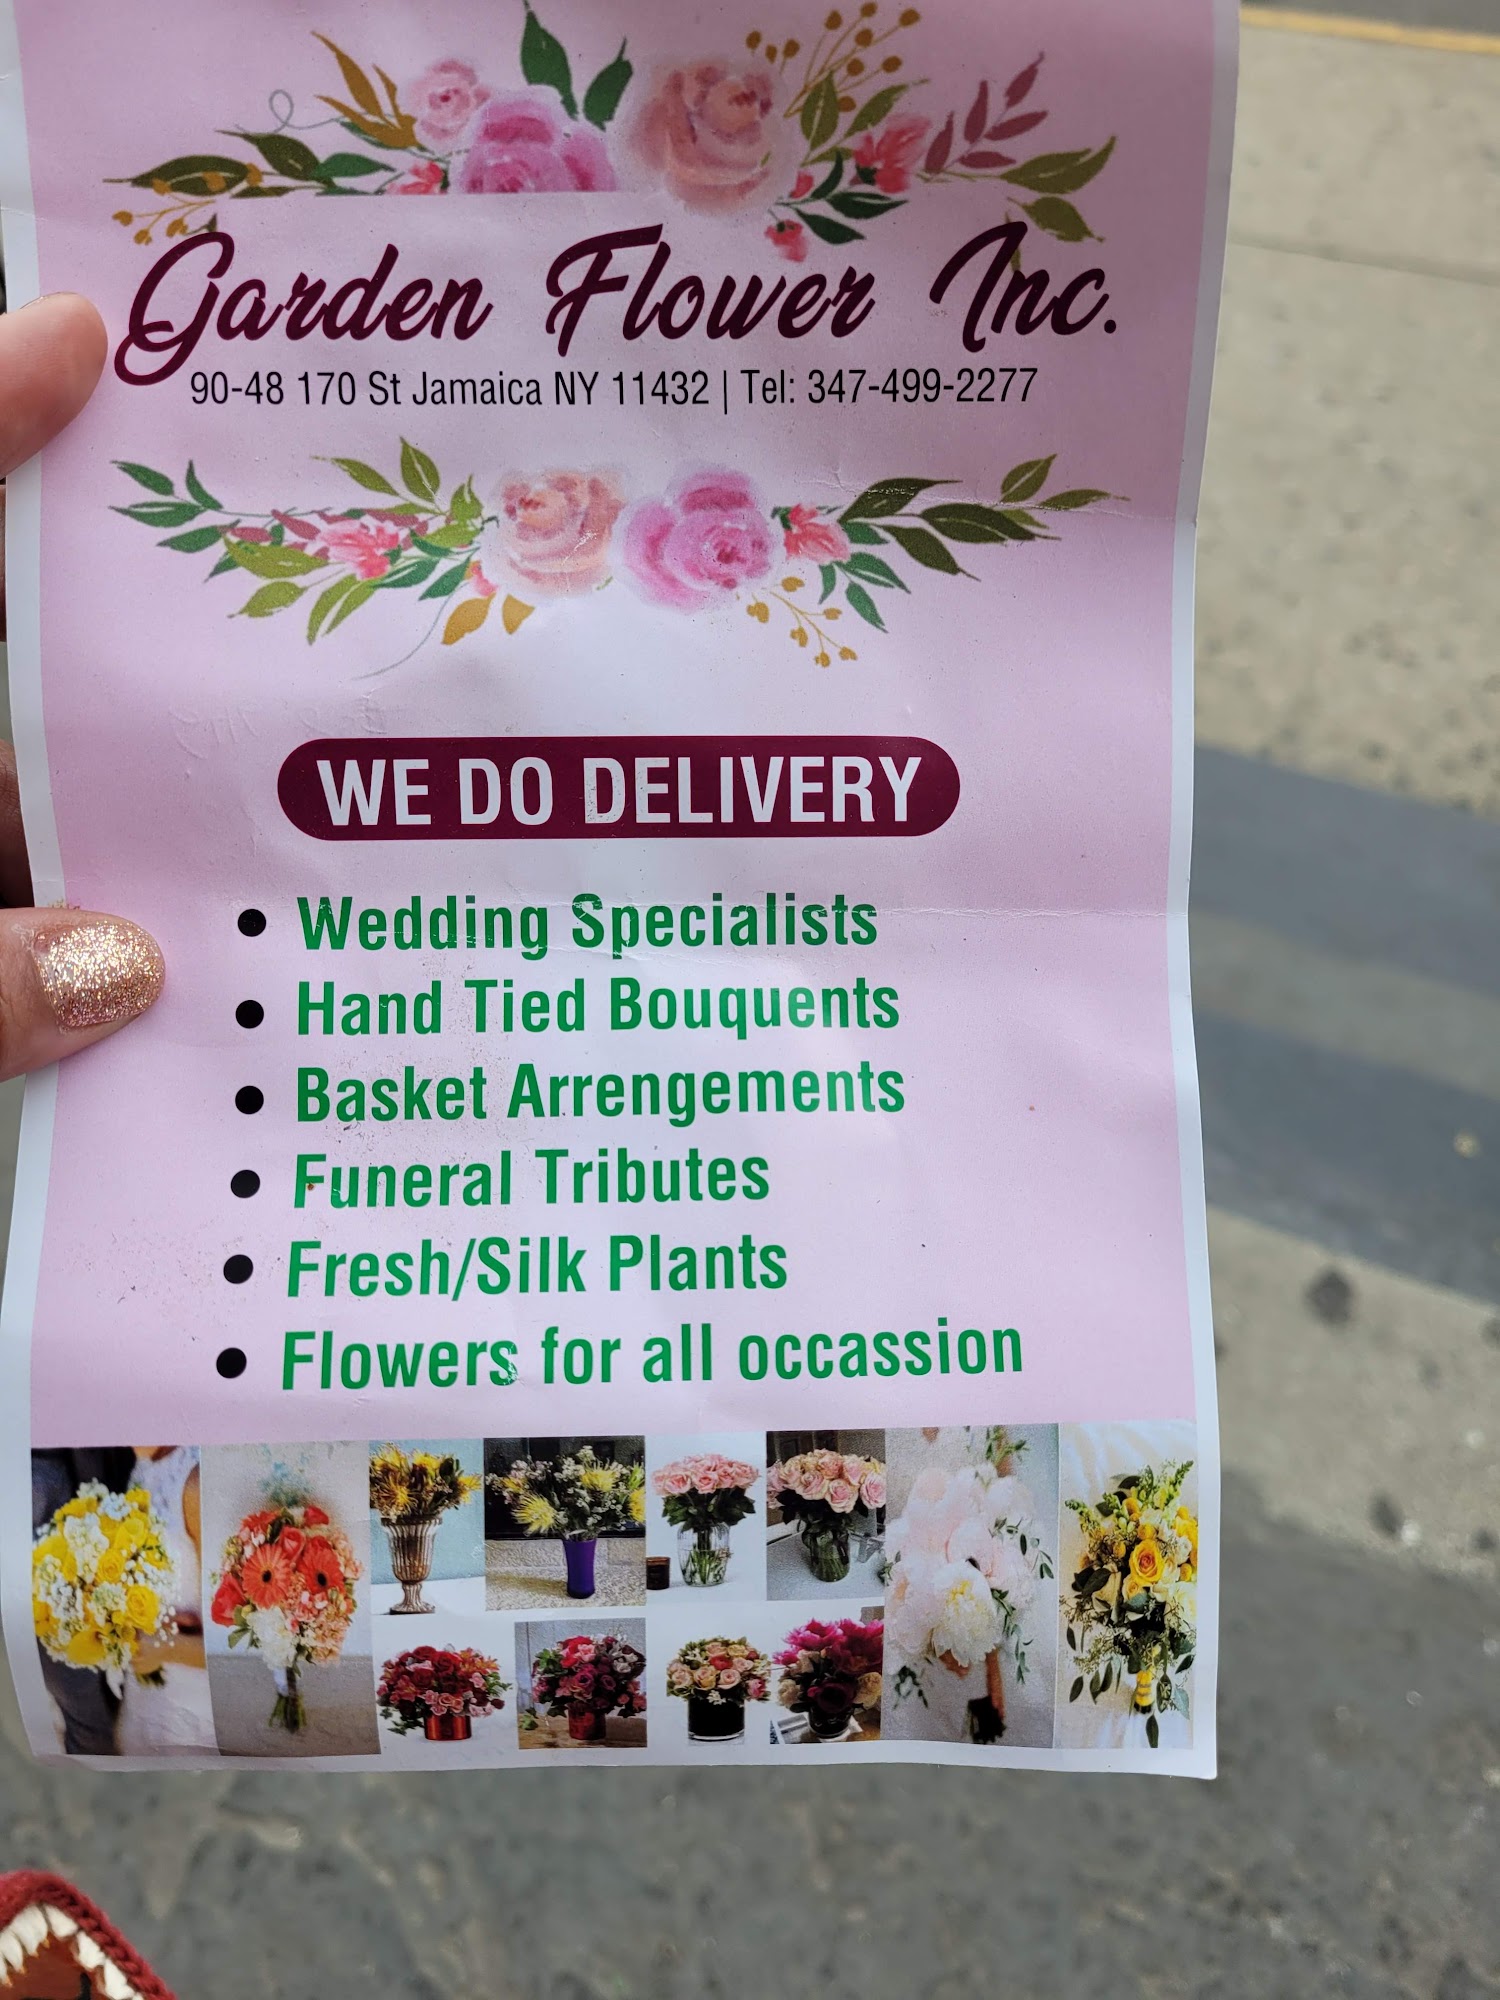 Garden Flower Inc.
90-48 170 St Jamaica NY 11432 | Tel: 347-499-2277
WE DO DELIVERY
• Wedding Specialists
• Hand Tied Bouquents
• Basket Arrengements
• Funeral Tributes
• Fresh/Silk Plants
• Flowers for all occassion